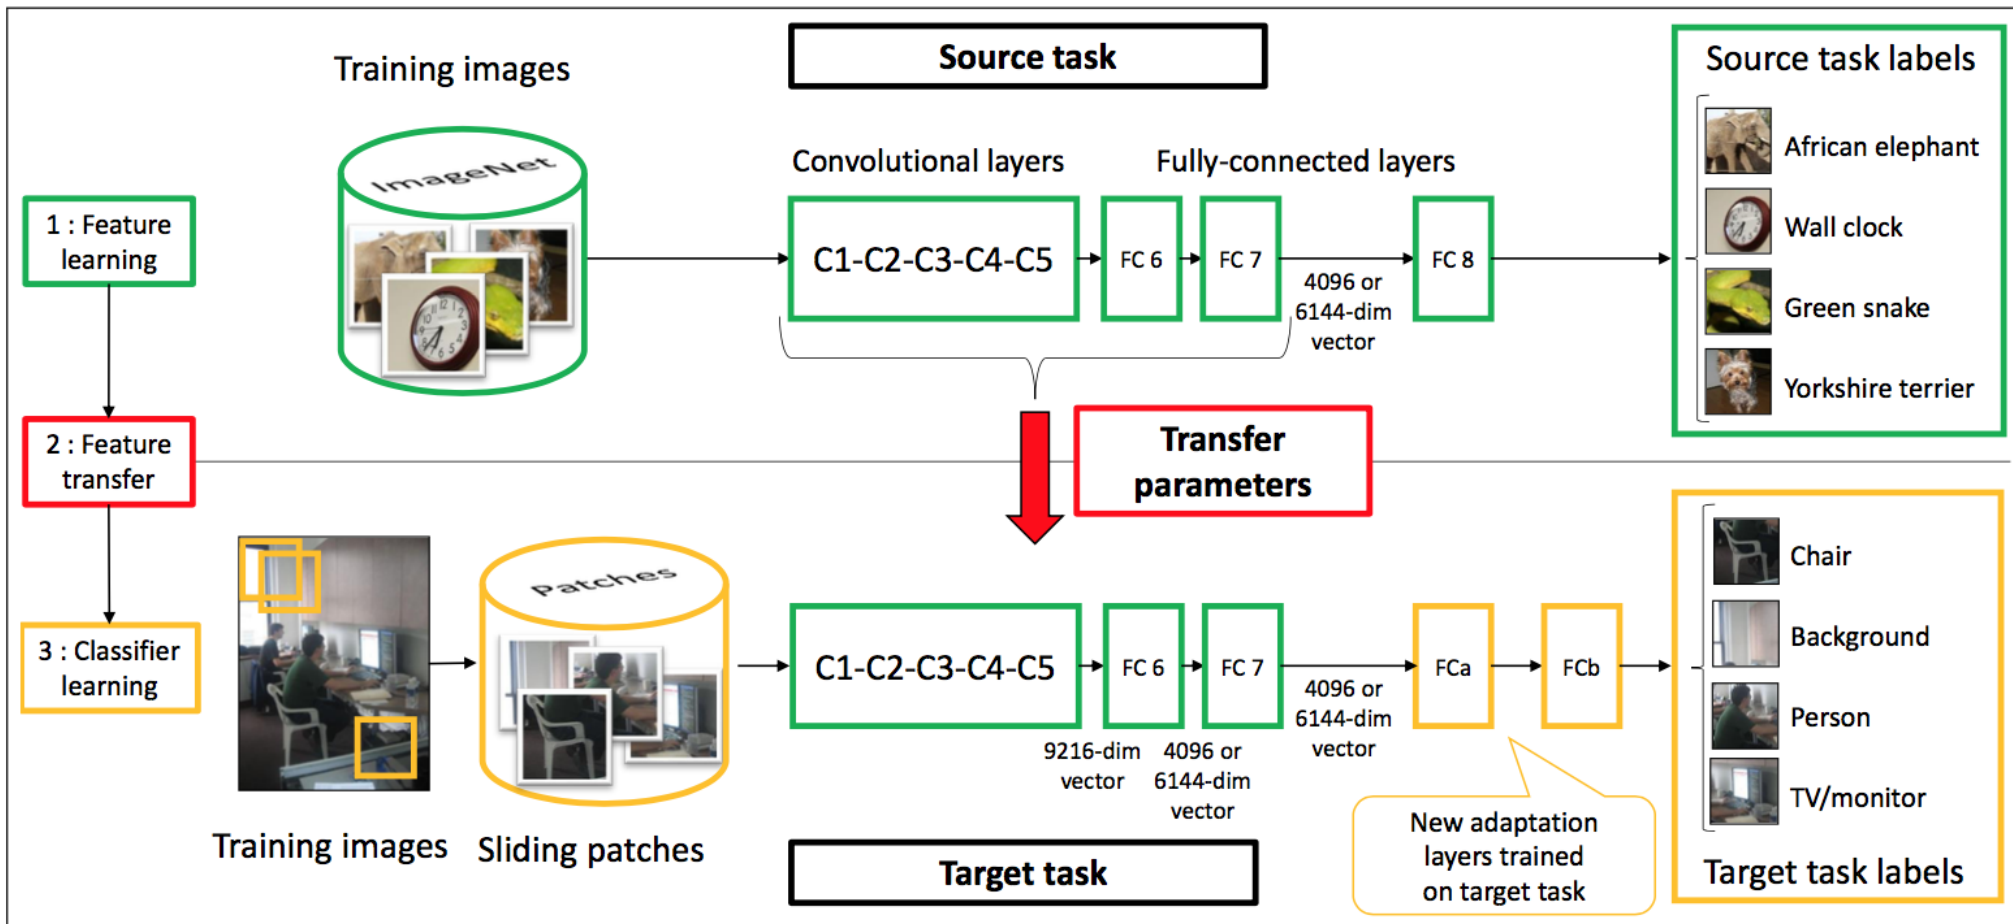 Source task
Training images
Source task labels
ImageNet
Convolutional layers
Fully-connected layers
African elephant
1 : Feature
learning
C1-C2-C3-C4-C5
FC 6
FC 7
4096 or
6144-dim
vector
FC 8
Wall clock
Green snake
Yorkshire terrier
2 : Feature
transfer
Transfer
parameters
3 : Classifier
learning
Training images
Patches
Sliding patches
C1-C2-C3-C4-C5
9216-dim
vector
FC 6
4096 or
6144-dim
vector
FC 7
4096 or
6144-dim
vector
FCa
FCb
New adaptation
layers trained
on target task
Chair
Background
Person
TV/monitor
Target task labels
Target task